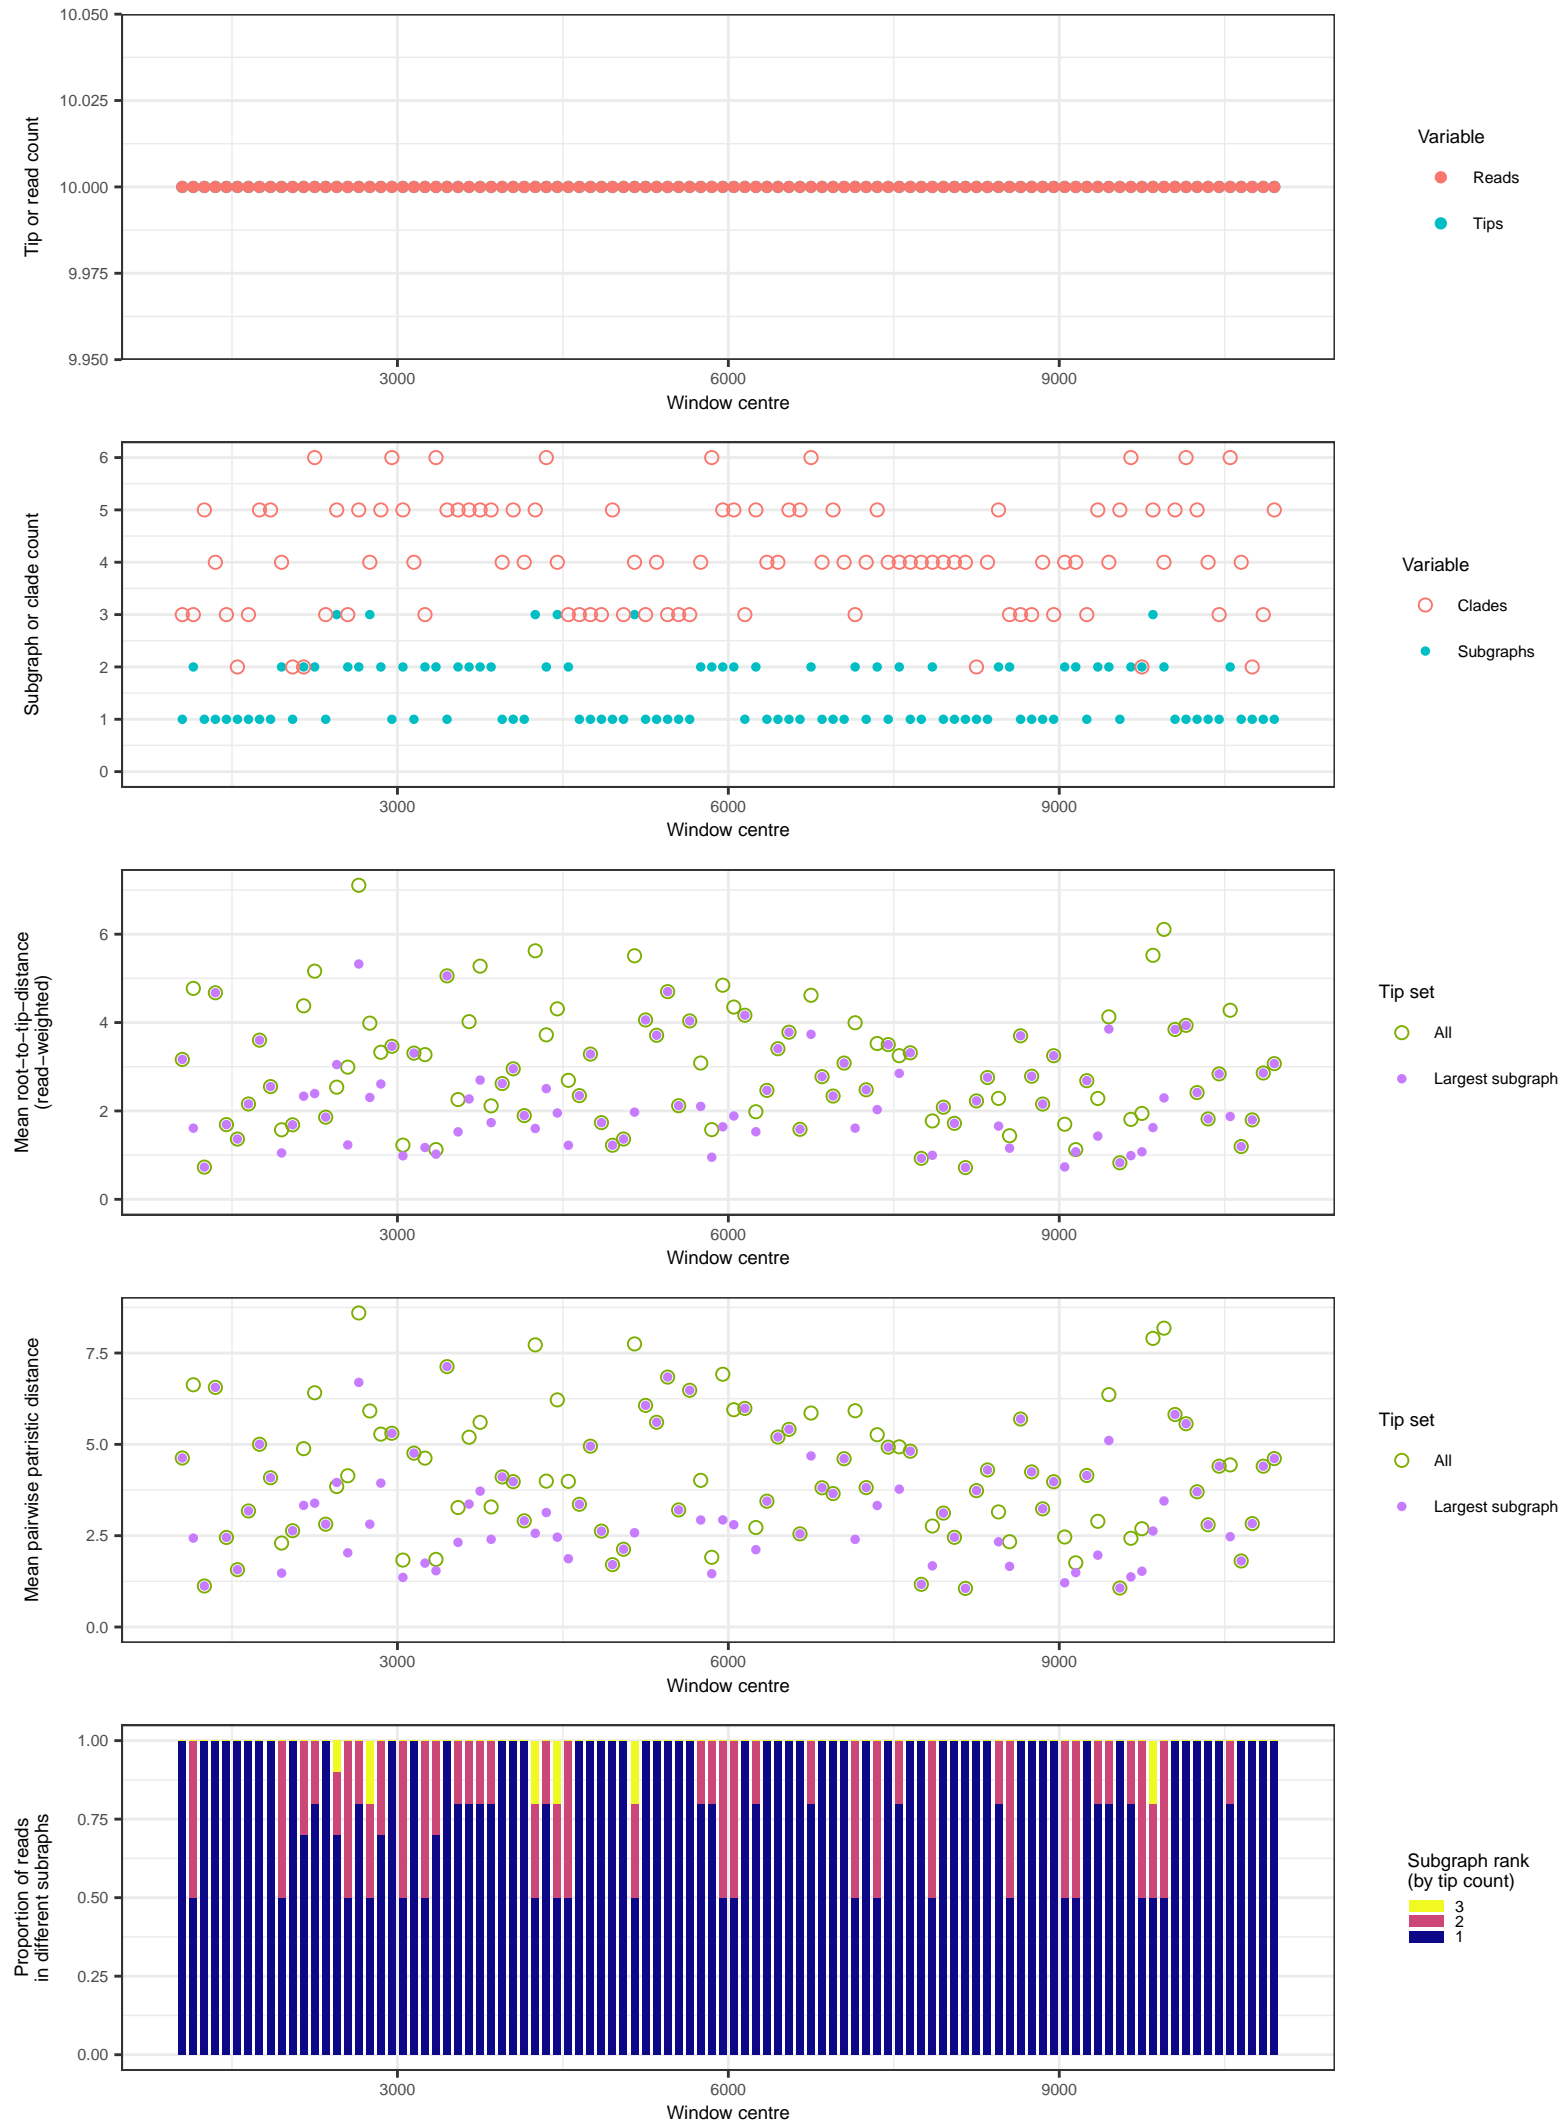 10.050
10.025
10.000
9.975
9.950
Tip or read count
3000 6000 9000
Window centre
Variable
Reads
Tips
6
5
4
3
2
1
0
Subgraph or clade count
3000 6000 9000
Window centre
Variable
Clades
Subgraphs
6
4
2
0
Mean root−to−tip−distance
(read−weighted)
3000 6000 9000
Window centre
Tip set
All
Largest subgraph
7.5
5.0
2.5
0.0
Mean pairwise patristic distance
3000 6000 9000
Window centre
Tip set
All
Largest subgraph
1.00
0.75
0.50
0.25
0.00
Proportion of reads
in different subraphs
3000 6000 9000
Window centre
Subgraph rank
(by tip count)
3
2
1